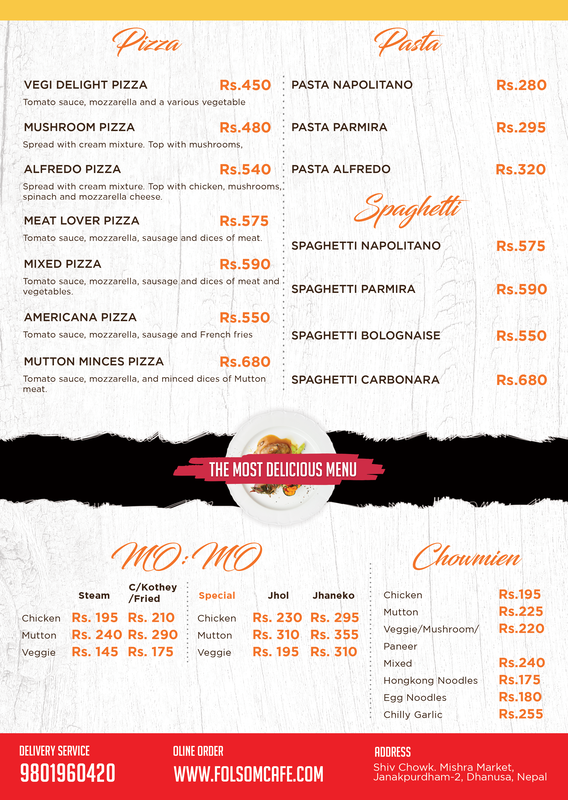 Pizza
VEGI DELIGHT PIZZA Rs.450
Tomato sauce, mozzarella and a various vegetable
MUSHROOM PIZZA Rs.480
Spread with cream mixture. Top with mushrooms,
ALFREDO PIZZA Rs.540
Spread with cream mixture. Top with chicken, mushrooms,
spinach and mozzarella cheese.
MEAT LOVER PIZZA Rs.575
Tomato sauce, mozzarella, sausage and dices of meat.
MIXED PIZZA Rs.590
Tomato sauce, mozzarella, sausage and dices of meat and
vegetables.
AMERICANA PIZZA Rs.550
Tomato sauce, mozzarella, sausage and French fries
MUTTON MINCES PIZZA Rs.680
Tomato sauce, mozzarella, and minced dices of Mutton
meat.
Pasta
PASTA NAPOLITANO Rs.280
PASTA PARMIRA Rs.295
PASTA ALFREDO Rs.320
Spaghetti
SPAGHETTI NAPOLITANO Rs.575
SPAGHETTI PARMIRA Rs.590
SPAGHETTI BOLOGNAISE Rs.550
SPAGHETTI CARBONARA Rs.680
THE MOST DELICIOUS MENU
MO:MO
Steam C/Kothey
/Fried
Chicken Rs. 195 Rs. 210
Mutton Rs. 240 Rs. 290
Veggie Rs. 145 Rs. 175
Special Jhol Jhaneko
Chicken Rs. 230 Rs. 295
Mutton Rs. 310 Rs. 355
Veggie Rs. 195 Rs. 310
Chowmien
Chicken Rs.195
Mutton Rs.225
Veggie/Mushroom/ Rs.220
Paneer
Mixed Rs.240
Hongkong Noodles Rs.175
Egg Noodles Rs.180
Chilly Garlic Rs.255
DELIVERY SERVICE
9801960420
OLINE ORDER
WWW.FOLSOMCAFE.COM
ADDRESS
Shiv Chowk. Mishra Market,
Janakpurdham-2, Dhanusa, Nepal